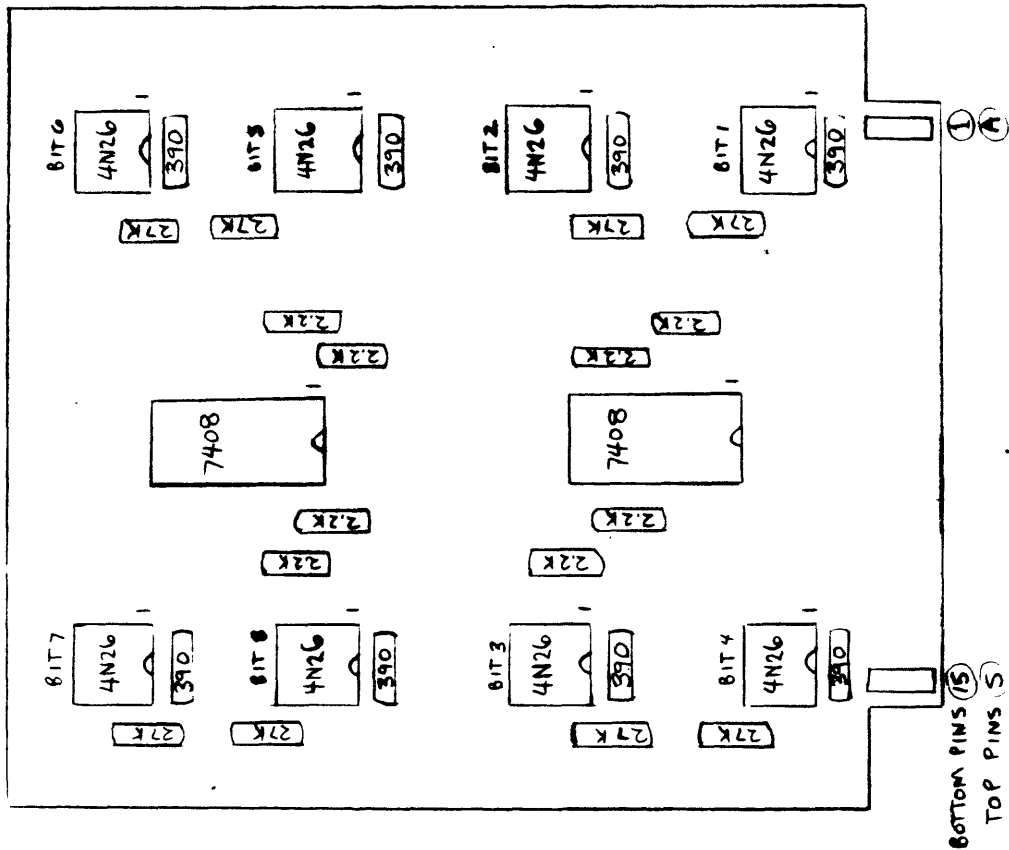 BIT 6
4N26
390
BIT 5
4N26
390
BIT 2
4N26
390
BIT 1
4N26
390
1
A
27K
27K
27K
27K
2.2K
2.2K
2.2K
2.2K
7408
7408
2.2K
2.2K
2.2K
2.2K
BIT 7
4N26
390
BIT 8
4N26
390
BIT 3
4N26
390
BIT 4
4N26
390
27K
27K
27K
27K
BOTTOM PINS 15
TOP PINS S